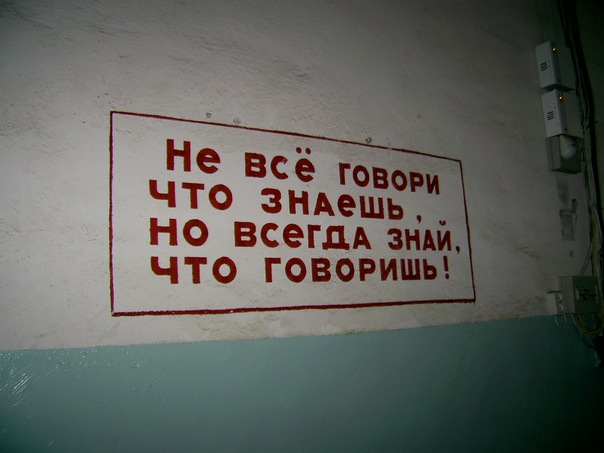 Не всё говори
что знаешь,
но всегда знай,
что говоришь!